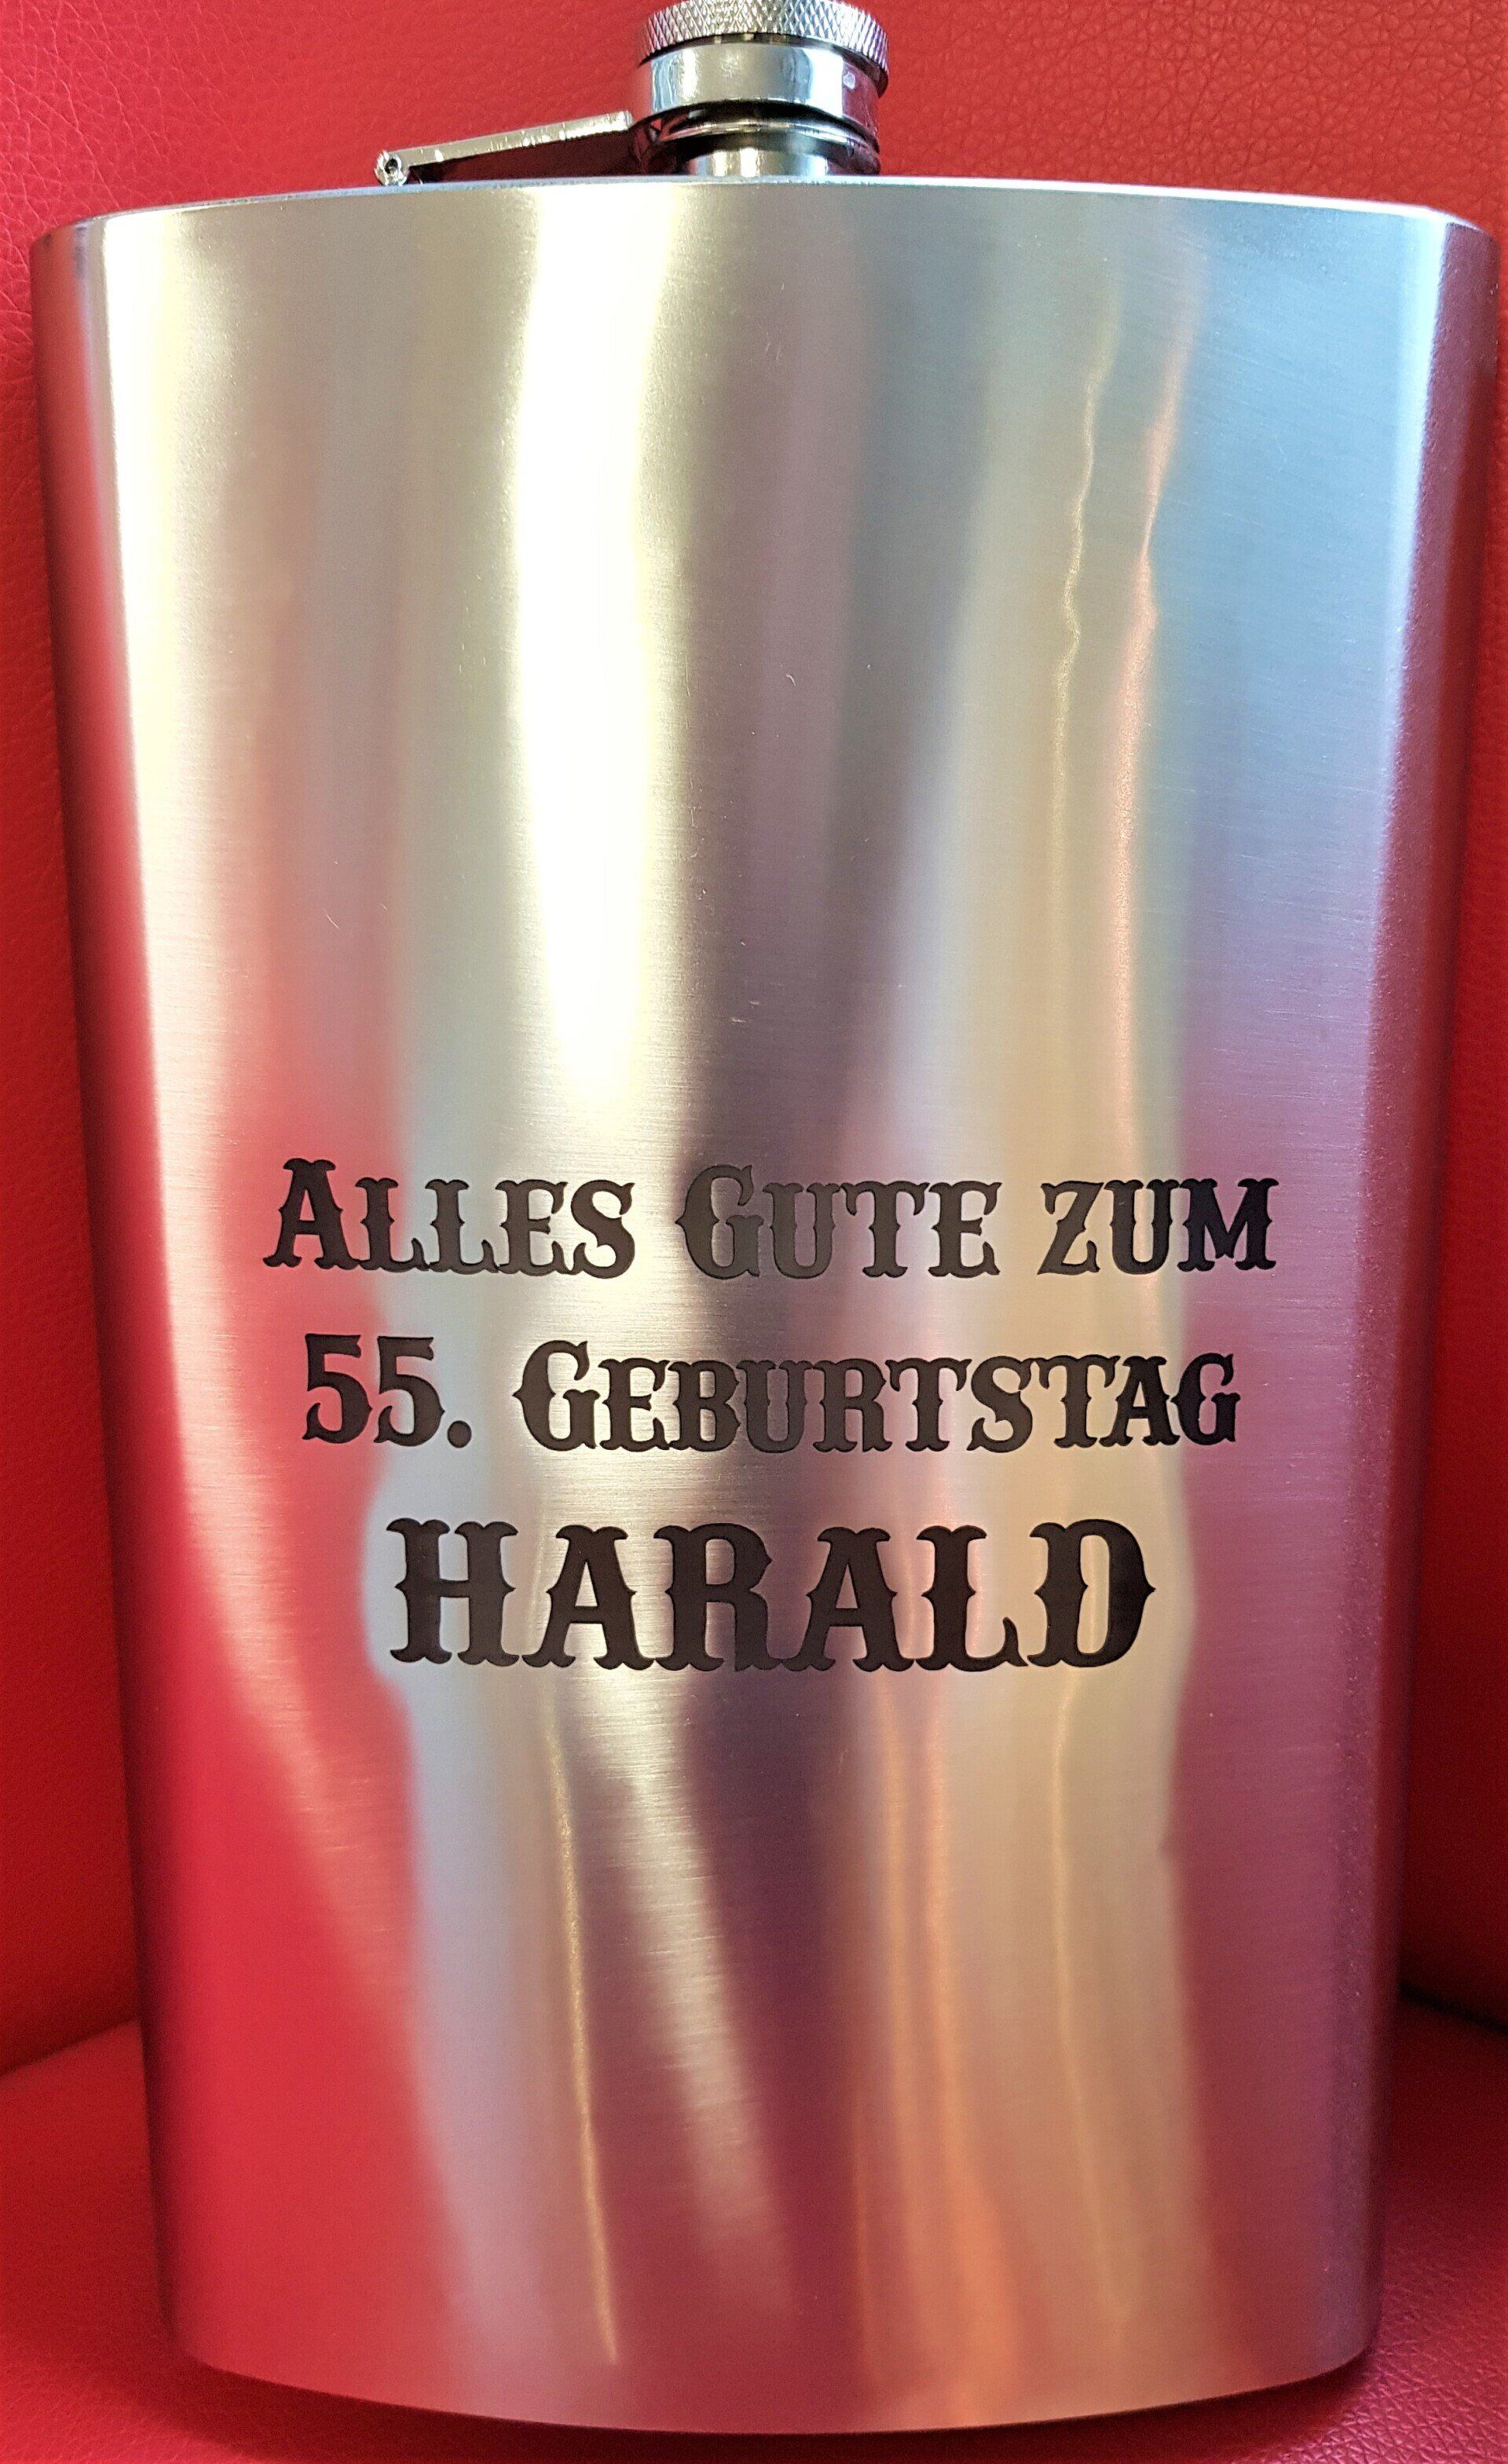 Alles Gute zum
55. Geburtstag
HARALD